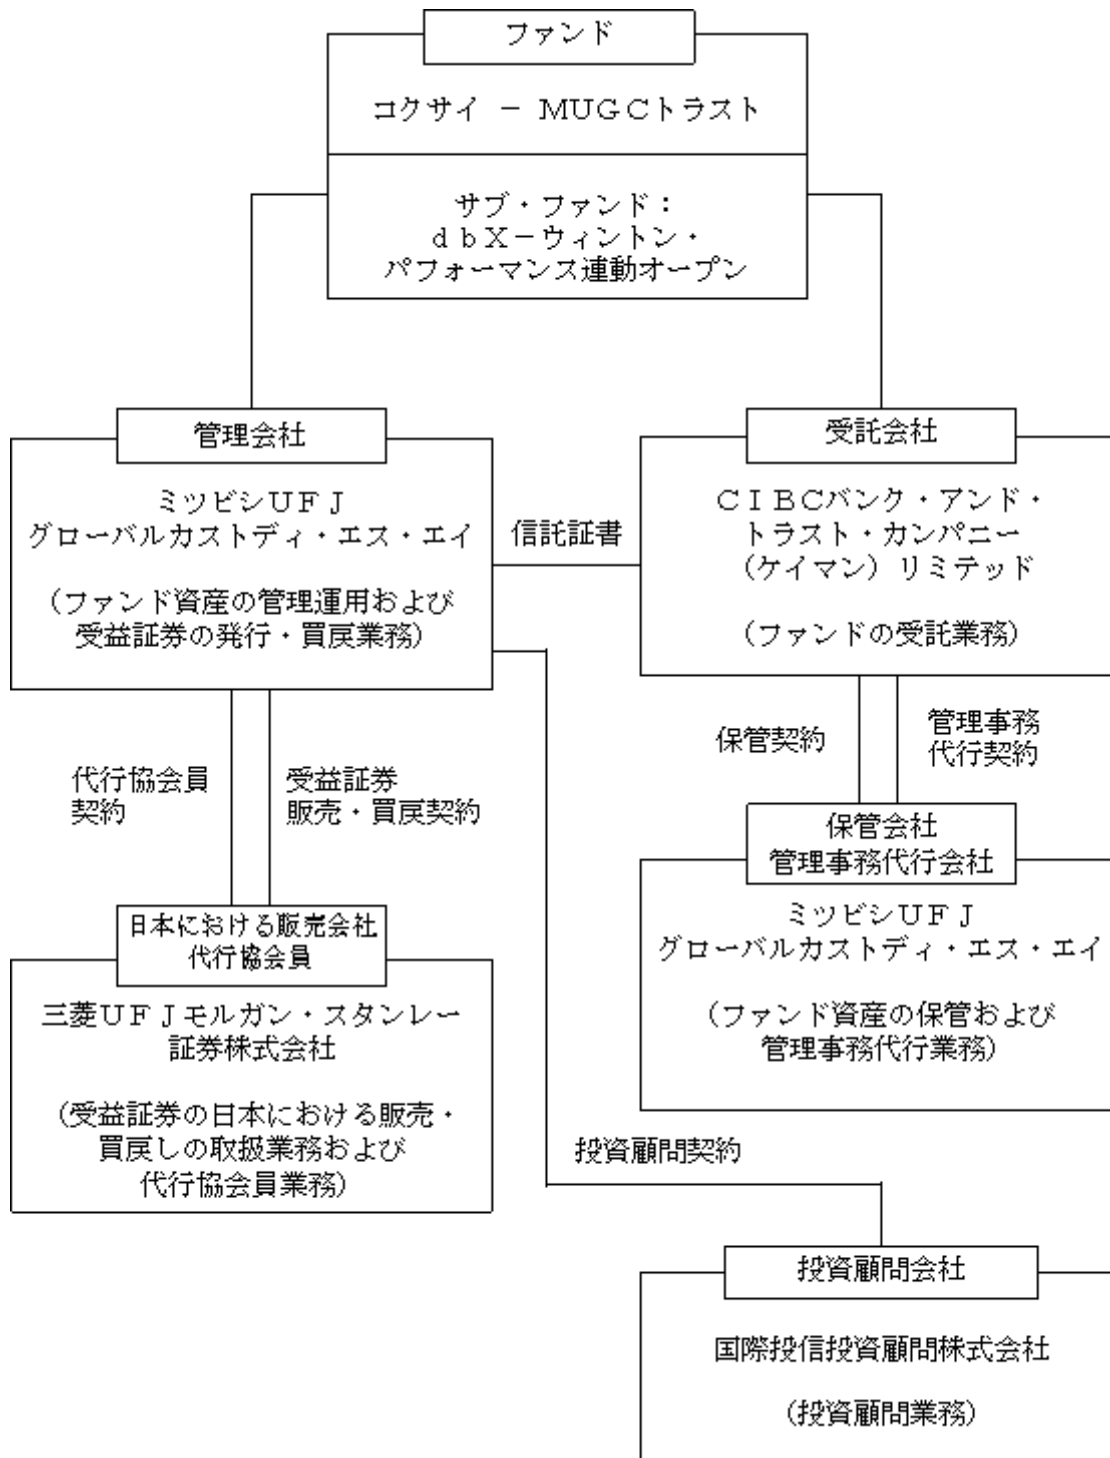 ファンド
コクサイ － ＭＵＧＣトラスト
サブ・ファンド：
ｄｂＸ－ウィントン・
パフォーマンス連動オープン
管理会社
ミツビシＵＦＪ
グローバルカストディ・エス・エイ
（ファンド資産の管理運用および
受益証券の発行・買戻業務）
信託証書
受託会社
ＣＩＢＣバンク・アンド・
トラスト・カンパニー
（ケイマン）リミテッド
（ファンドの受託業務）
代行協会員
契約
受益証券
販売・買戻契約
保管契約
管理事務
代行契約
日本における販売会社
代行協会員
三菱ＵＦＪモルガン・スタンレー
証券株式会社
（受益証券の日本における販売・
買戻しの取扱業務および
代行協会員業務）
保管会社
管理事務代行会社
ミツビシＵＦＪ
グローバルカストディ・エス・エイ
（ファンド資産の保管および
管理事務代行業務）
投資顧問契約
投資顧問会社
国際投信投資顧問株式会社
（投資顧問業務）